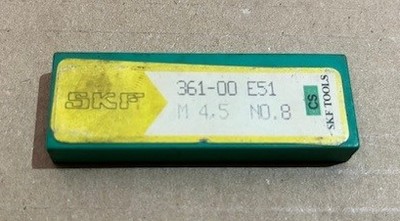 SKF
361-00 E51
M 4,5 NO.8
CS
SKF TOOLS